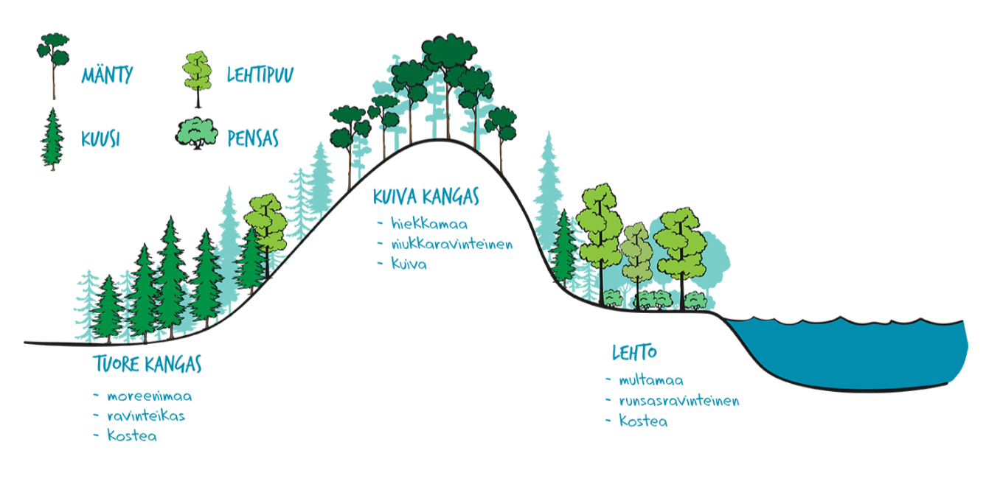 MÄNTY
LEHTIPUU
KUUSI
PENSAS
KUIVA KANGAS
- hiekkamaa
- niukkaravinteinen
- kuiva
TUORE KANGAS
- moreenimaa
- ravinteikas
- kostea
LEHTO
- multamaa
- runsasravinteinen
- kostea